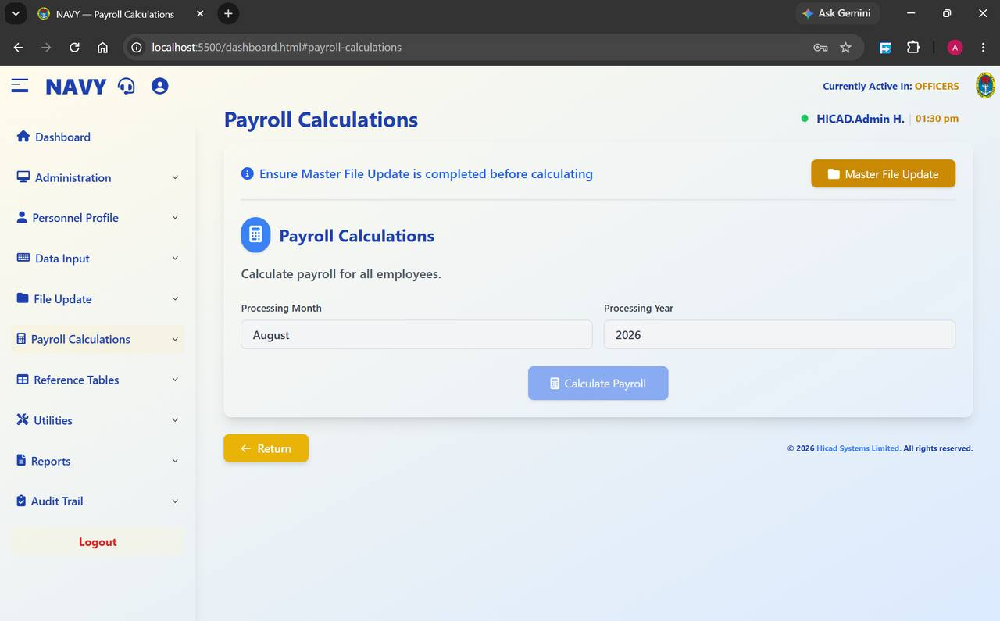 NAVY — Payroll Calculations
Ask Gemini
localhost:5500/dashboard.html#payroll-calculations
A
NAVY
Currently Active In: OFFICERS
Payroll Calculations
HICAD.Admin H. | 01:30 pm
Dashboard
Administration
Personnel Profile
Data Input
File Update
Payroll Calculations
Reference Tables
Utilities
Reports
Audit Trail
Logout
Ensure Master File Update is completed before calculating
Master File Update
Payroll Calculations
Calculate payroll for all employees.
Processing Month
Processing Year
August
2026
Calculate Payroll
Return
© 2026 Hicad Systems Limited. All rights reserved.